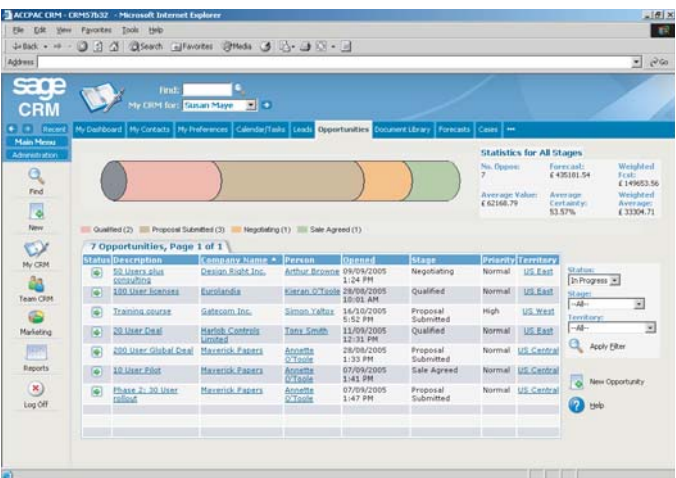 ACCPAC CRM - CRM57b32 - Microsoft Internet Explorer
File Edit View Favorites Tools Help
Back Search Favorites Media
Address Go
sage CRM
Find:
My CRM for: Susan Maye
Recent
Main Menu
Administration
Find
New
My CRM
Team CRM
Marketing
Reports
Log Off
My Dashboard My Contacts My Preferences Calendar/Tasks Leads Opportunities Document Library Forecasts Cases
Statistics for All Stages
No. Oppos: Forecast: Weighted Fcst:
7 £ 435181.54 £ 149653.56
Average Value: Average Certainty: Weighted Average:
£ 62168.79 53.57% £ 33304.71
Qualified (2) Proposal Submitted (3) Negotiating (1) Sale Agreed (1)
7 Opportunities, Page 1 of 1
Status Description Company Name Person Opened Stage Priority Territory
50 Users plus consulting Design Right Inc. Arthur Browne 09/09/2005 1:24 PM Negotiating Normal US East
100 User licenses Eurolandia Kieran O'Toole 28/08/2005 10:01 AM Qualified Normal US East
Training course Gatecom Inc. Simon Yaltoz 16/10/2005 5:52 PM Proposal Submitted High US West
20 User Deal Harlob Controls Limited Tony Smith 11/09/2005 12:31 PM Qualified Normal US East
200 User Global Deal Maverick Papers Annette O'Toole 28/08/2005 1:33 PM Proposal Submitted Normal US Central
10 User Pilot Maverick Papers Annette O'Toole 07/09/2005 1:41 PM Sale Agreed Normal US Central
Phase 2: 30 User rollout Maverick Papers Annette O'Toole 07/09/2005 1:47 PM Proposal Submitted Normal US Central
Status:
In Progress
Stage:
--All--
Territory:
--All--
Apply Filter
New Opportunity
Help